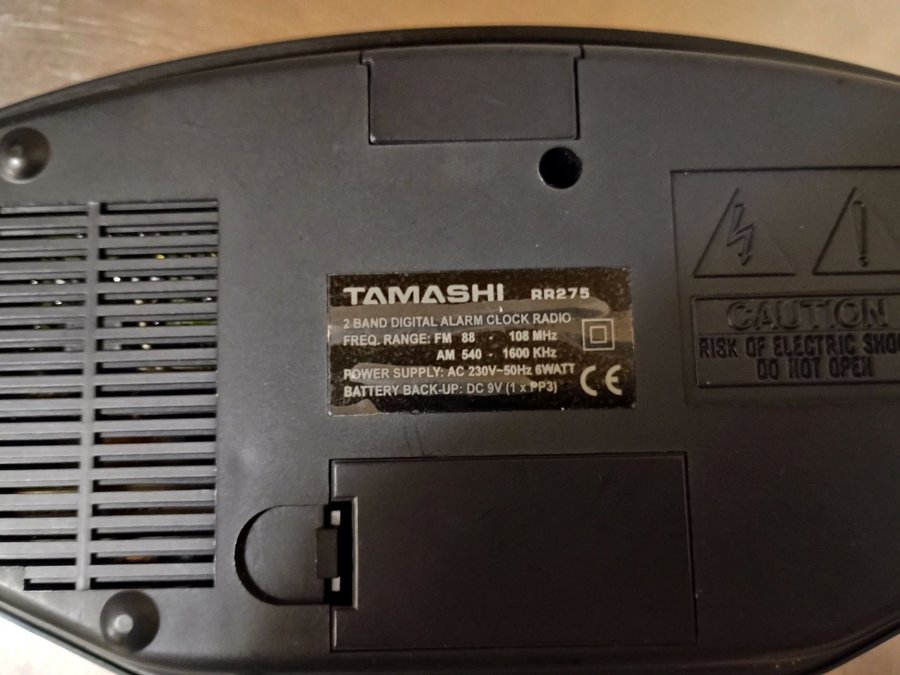 TAMASHI RR275
2 BAND DIGITAL ALARM CLOCK RADIO
FREQ. RANGE: FM 88 - 108 MHz
AM 540 - 1600 KHz
POWER SUPPLY: AC 230V~50Hz 6WATT
BATTERY BACK-UP: DC 9V (1 x PP3)
CE
CAUTION
RISK OF ELECTRIC SHO
DO NOT OPEN